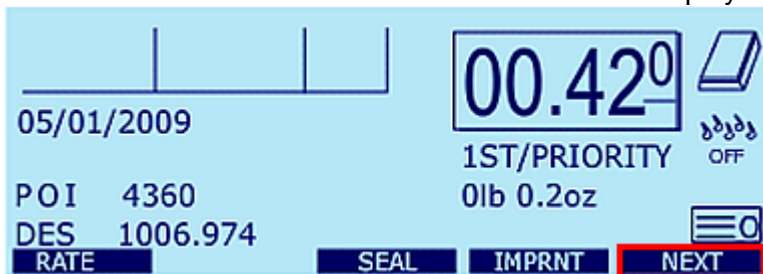 00.420
05/01/2009
1ST/PRIORITY OFF
POI 4360 0lb 0.2oz
DES 1006.974
RATE SEAL IMPRNT NEXT